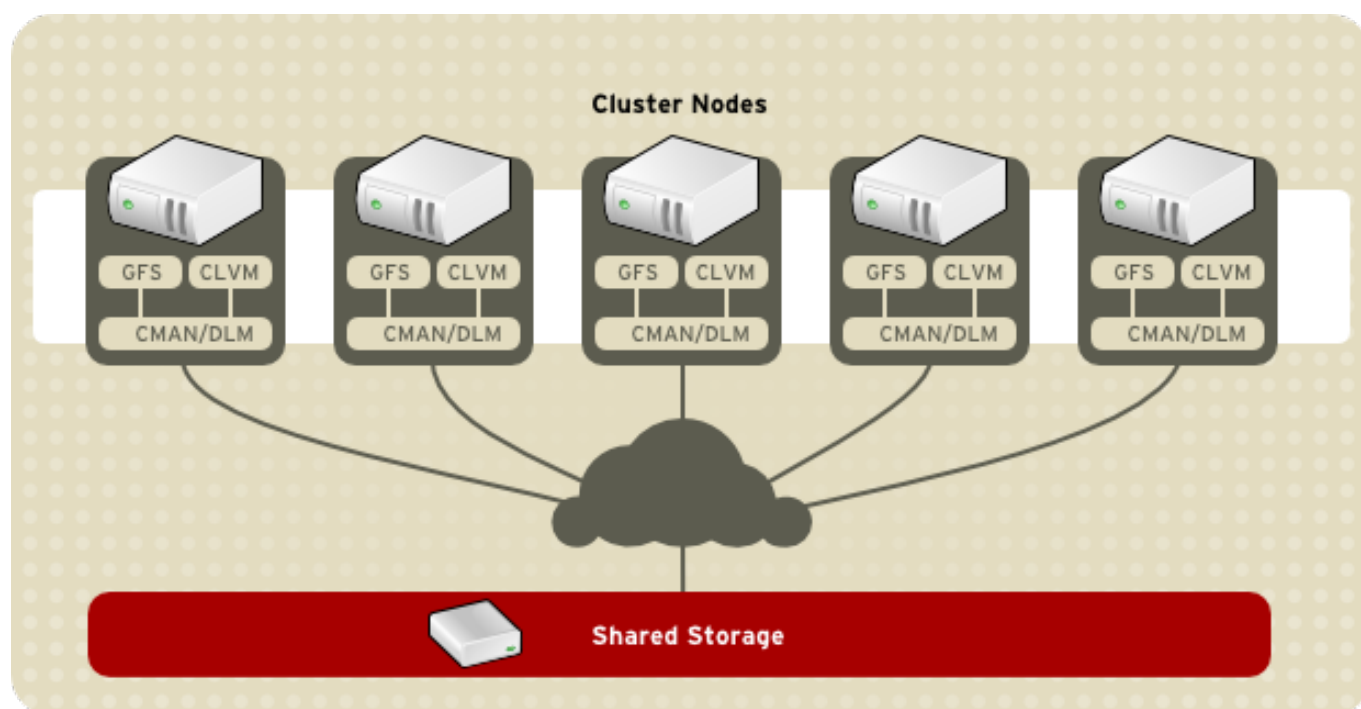 Cluster Nodes
GFS CLVM GFS CLVM GFS CLVM GFS CLVM GFS CLVM
CMAN/DLM CMAN/DLM CMAN/DLM CMAN/DLM CMAN/DLM
Shared Storage